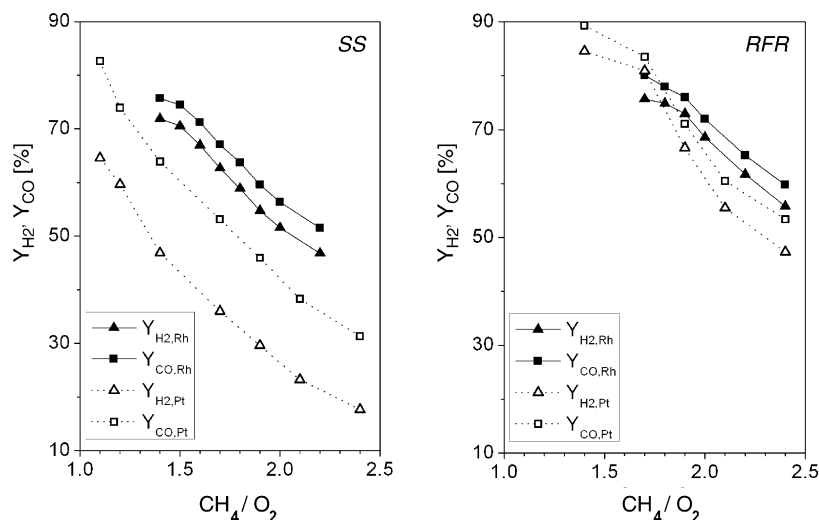 SS
90
70
50
30
10
Y_H2, Y_CO [%]
Y_H2,Rh
Y_CO,Rh
Y_H2,Pt
Y_CO,Pt
1.0 1.5 2.0 2.5
CH_4 / O_2
RFR
90
70
50
30
10
Y_H2, Y_CO [%]
Y_H2,Rh
Y_CO,Rh
Y_H2,Pt
Y_CO,Pt
1.0 1.5 2.0 2.5
CH_4 / O_2